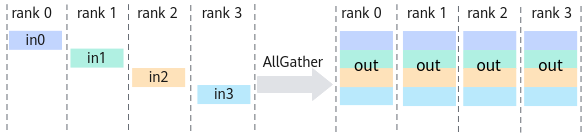 rank 0 rank 1 rank 2 rank 3 rank 0 rank 1 rank 2 rank 3
in0
in1
AllGather
out out out out
in2
in3